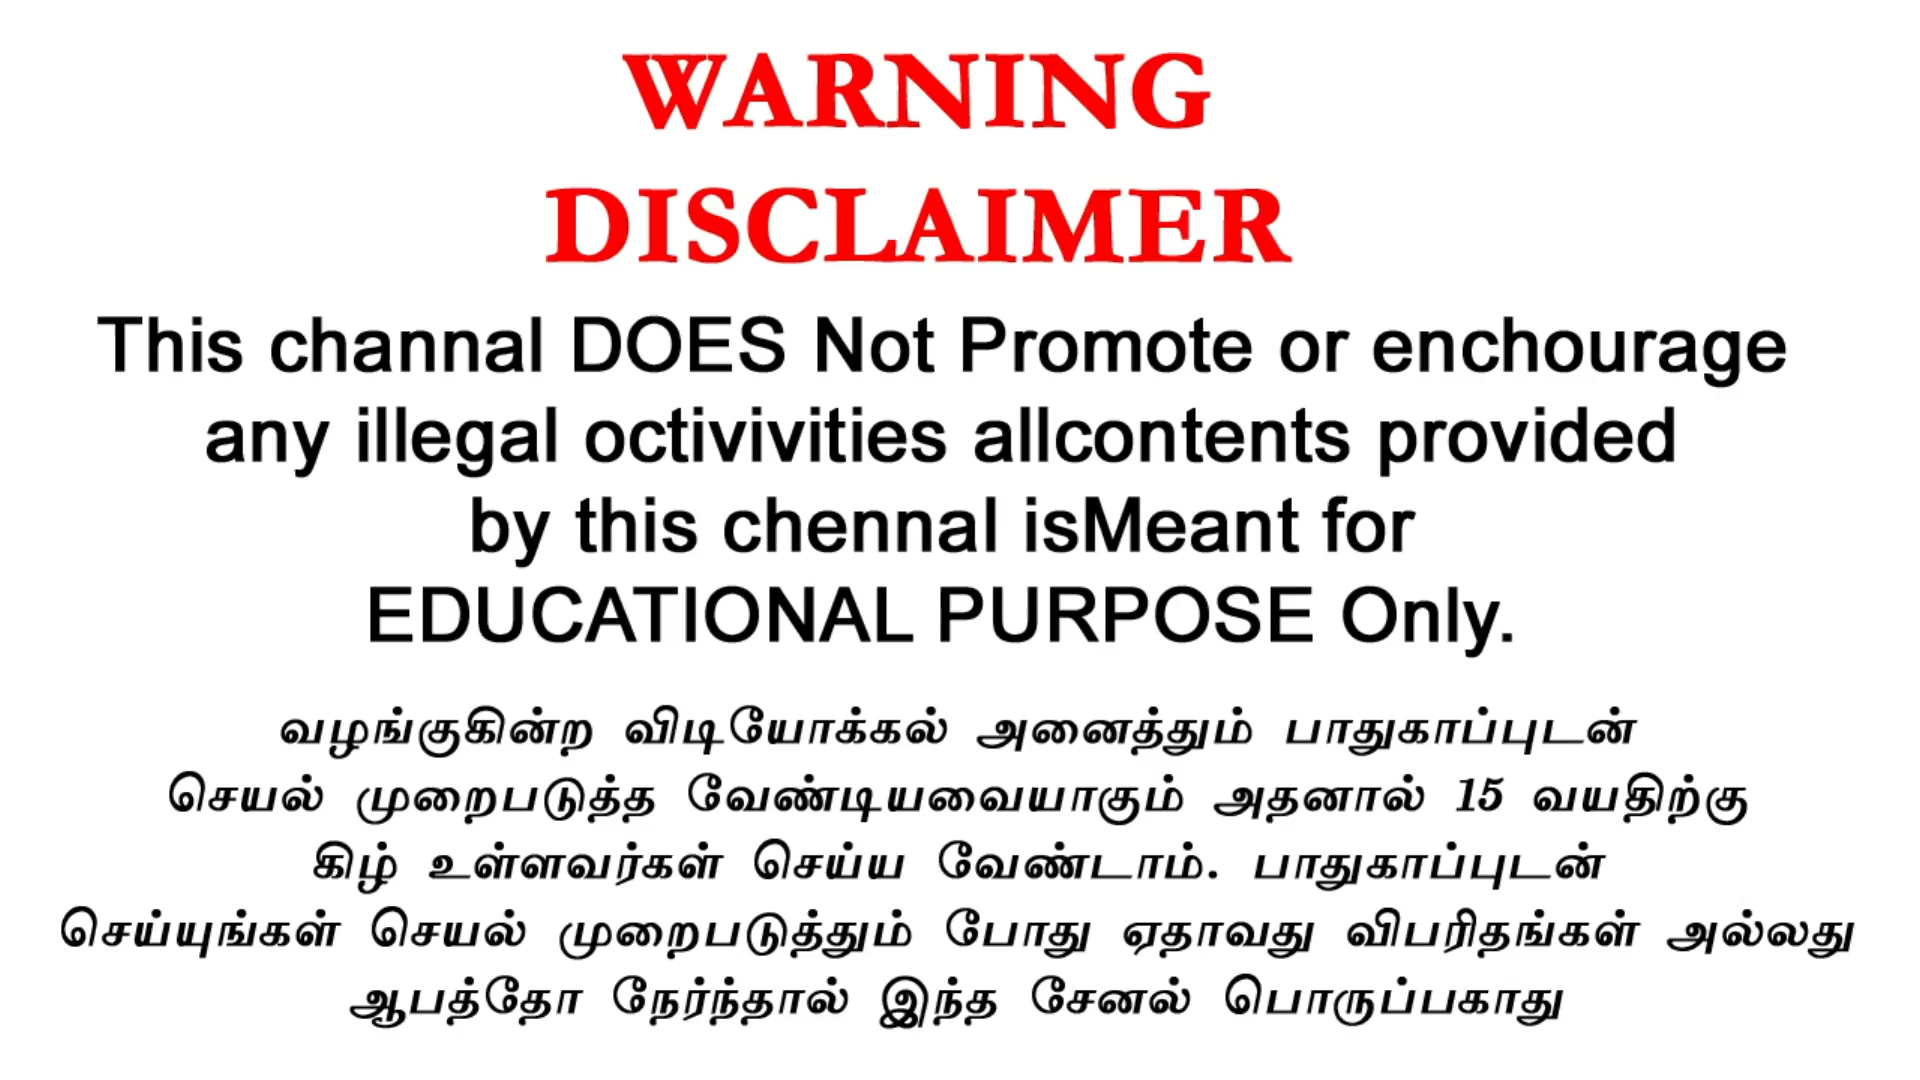 WARNING
DISCLAIMER
This channal DOES Not Promote or enchourage
any illegal octivivities allcontents provided
by this chennal isMeant for
EDUCATIONAL PURPOSE Only.
வழங்குகின்ற விடியோக்கல் அனைத்தும் பாதுகாப்புடன்
செயல் முறைபடுத்த வேண்டியவையாகும் அதனால் 15 வயதிற்கு
கிழ் உள்ளவர்கள் செய்ய வேண்டாம். பாதுகாப்புடன்
செய்யுங்கள் செயல் முறைபடுத்தும் போது ஏதாவது விபரிதங்கள் அல்லது
ஆபத்தோ நேர்ந்தால் இந்த சேனல் பொருப்பகாது